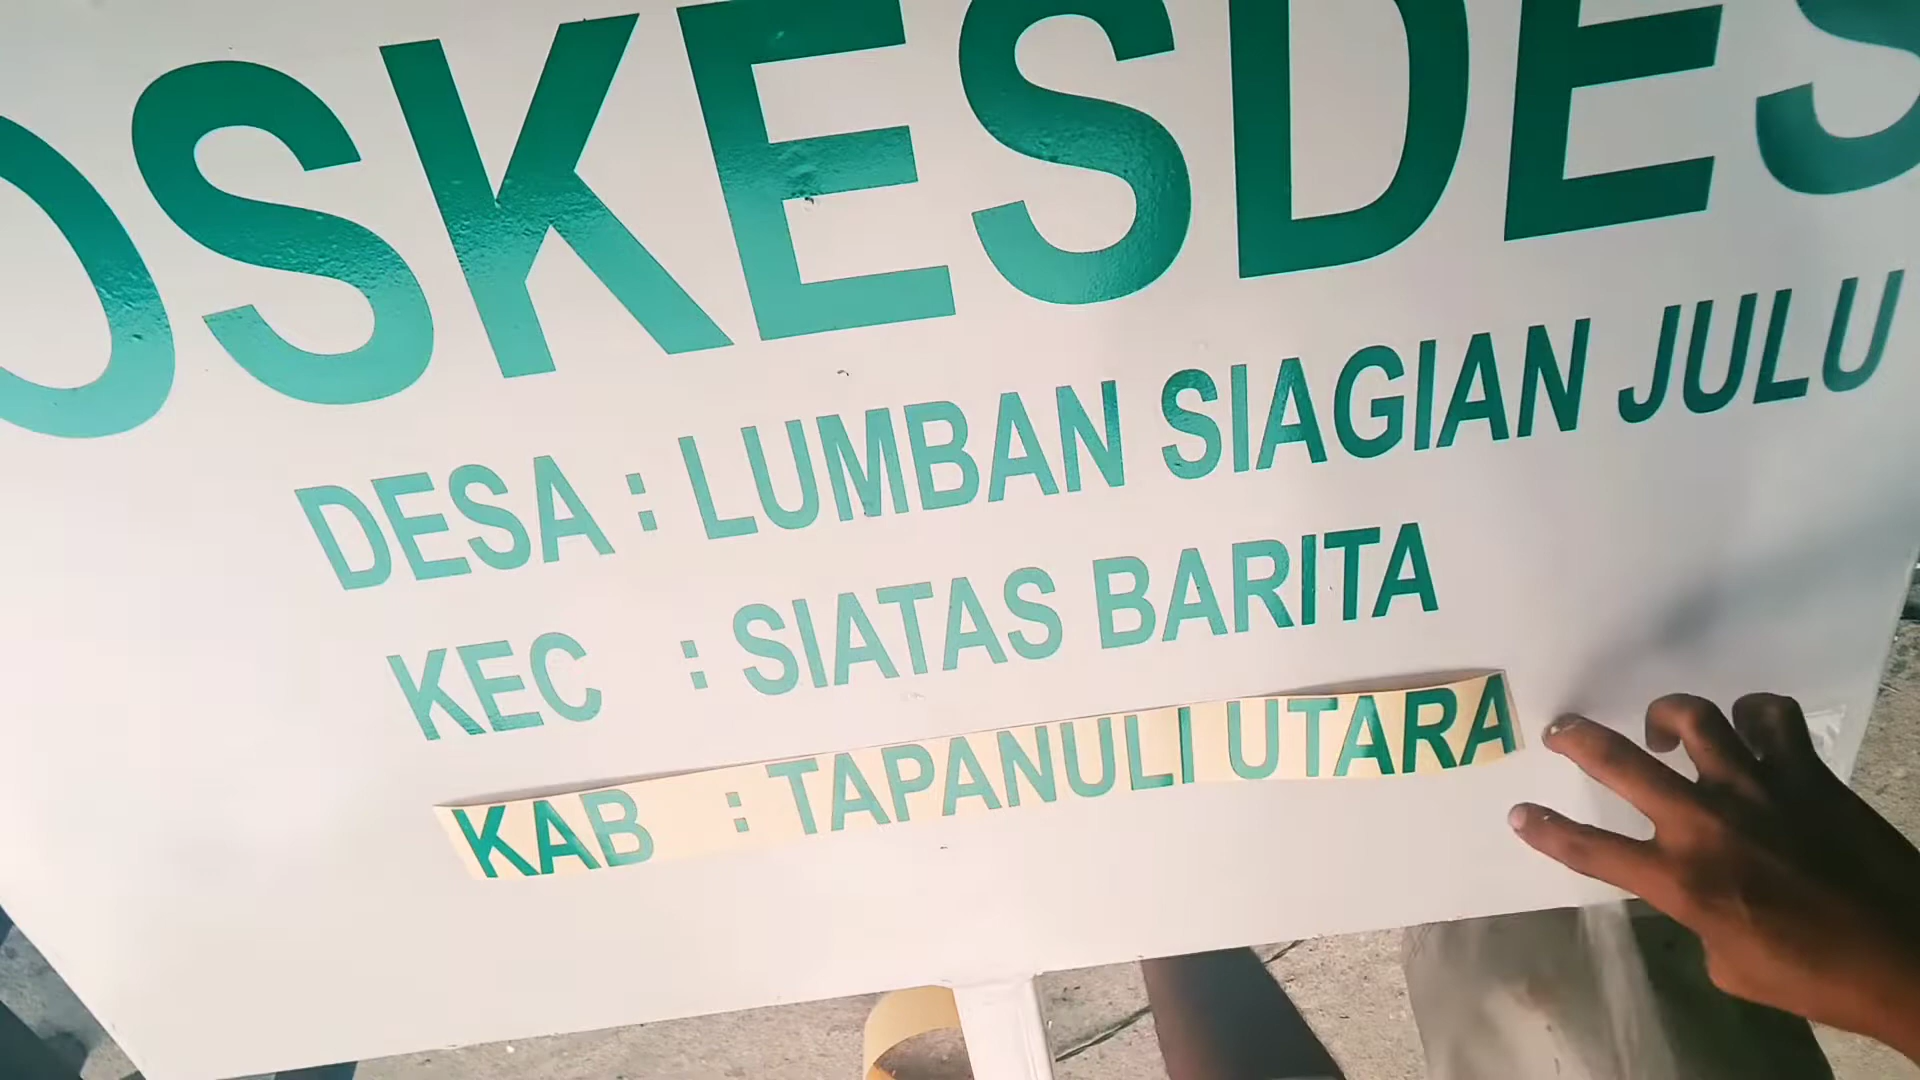 OSKESDES
DESA : LUMBAN SIAGIAN JULU
KEC : SIATAS BARITA
KAB : TAPANULI UTARA